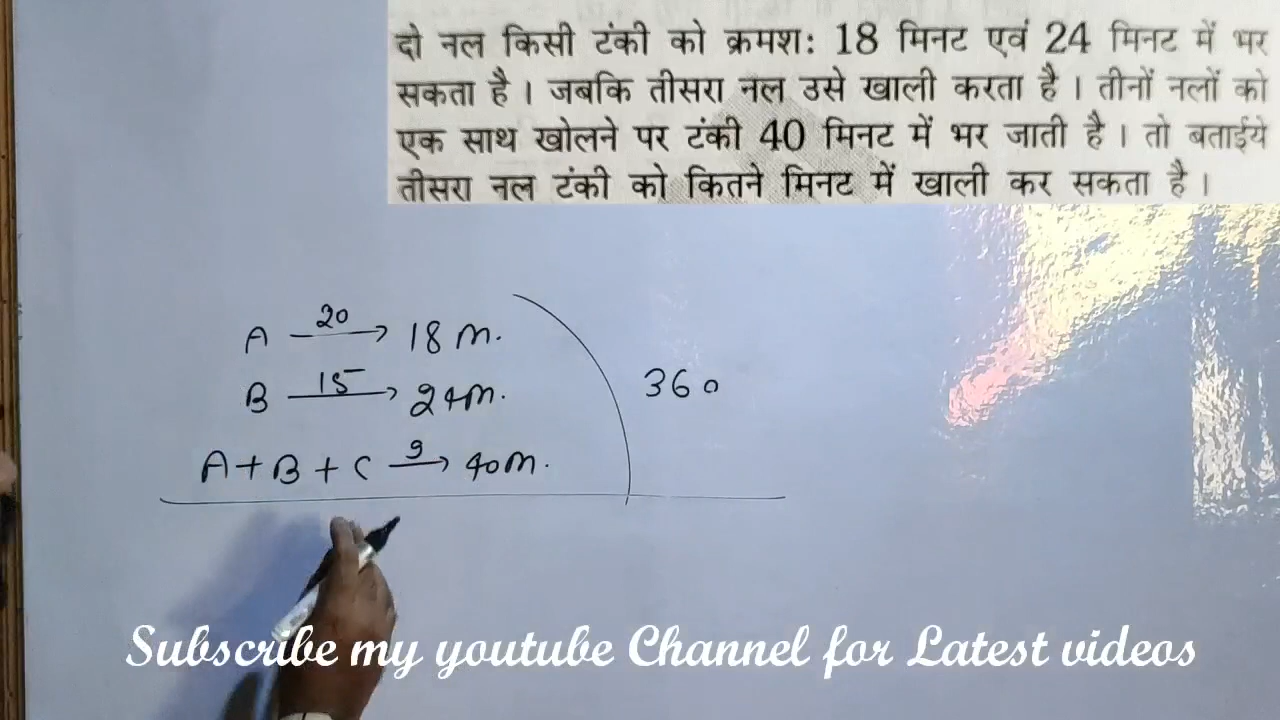 दो नल किसी टंकी को क्रमश: 18 मिनट एवं 24 मिनट में भर
सकता है । जबकि तीसरा नल उसे खाली करता है । तीनों नलों को
एक साथ खोलने पर टंकी 40 मिनट में भर जाती है । तो बताईये
तीसरा नल टंकी को कितने मिनट में खाली कर सकता है ।
A 20→ 18 m.
B 15→ 24m.
360
A+B+C 9→ 40m.
Subscribe my youtube Channel for Latest videos